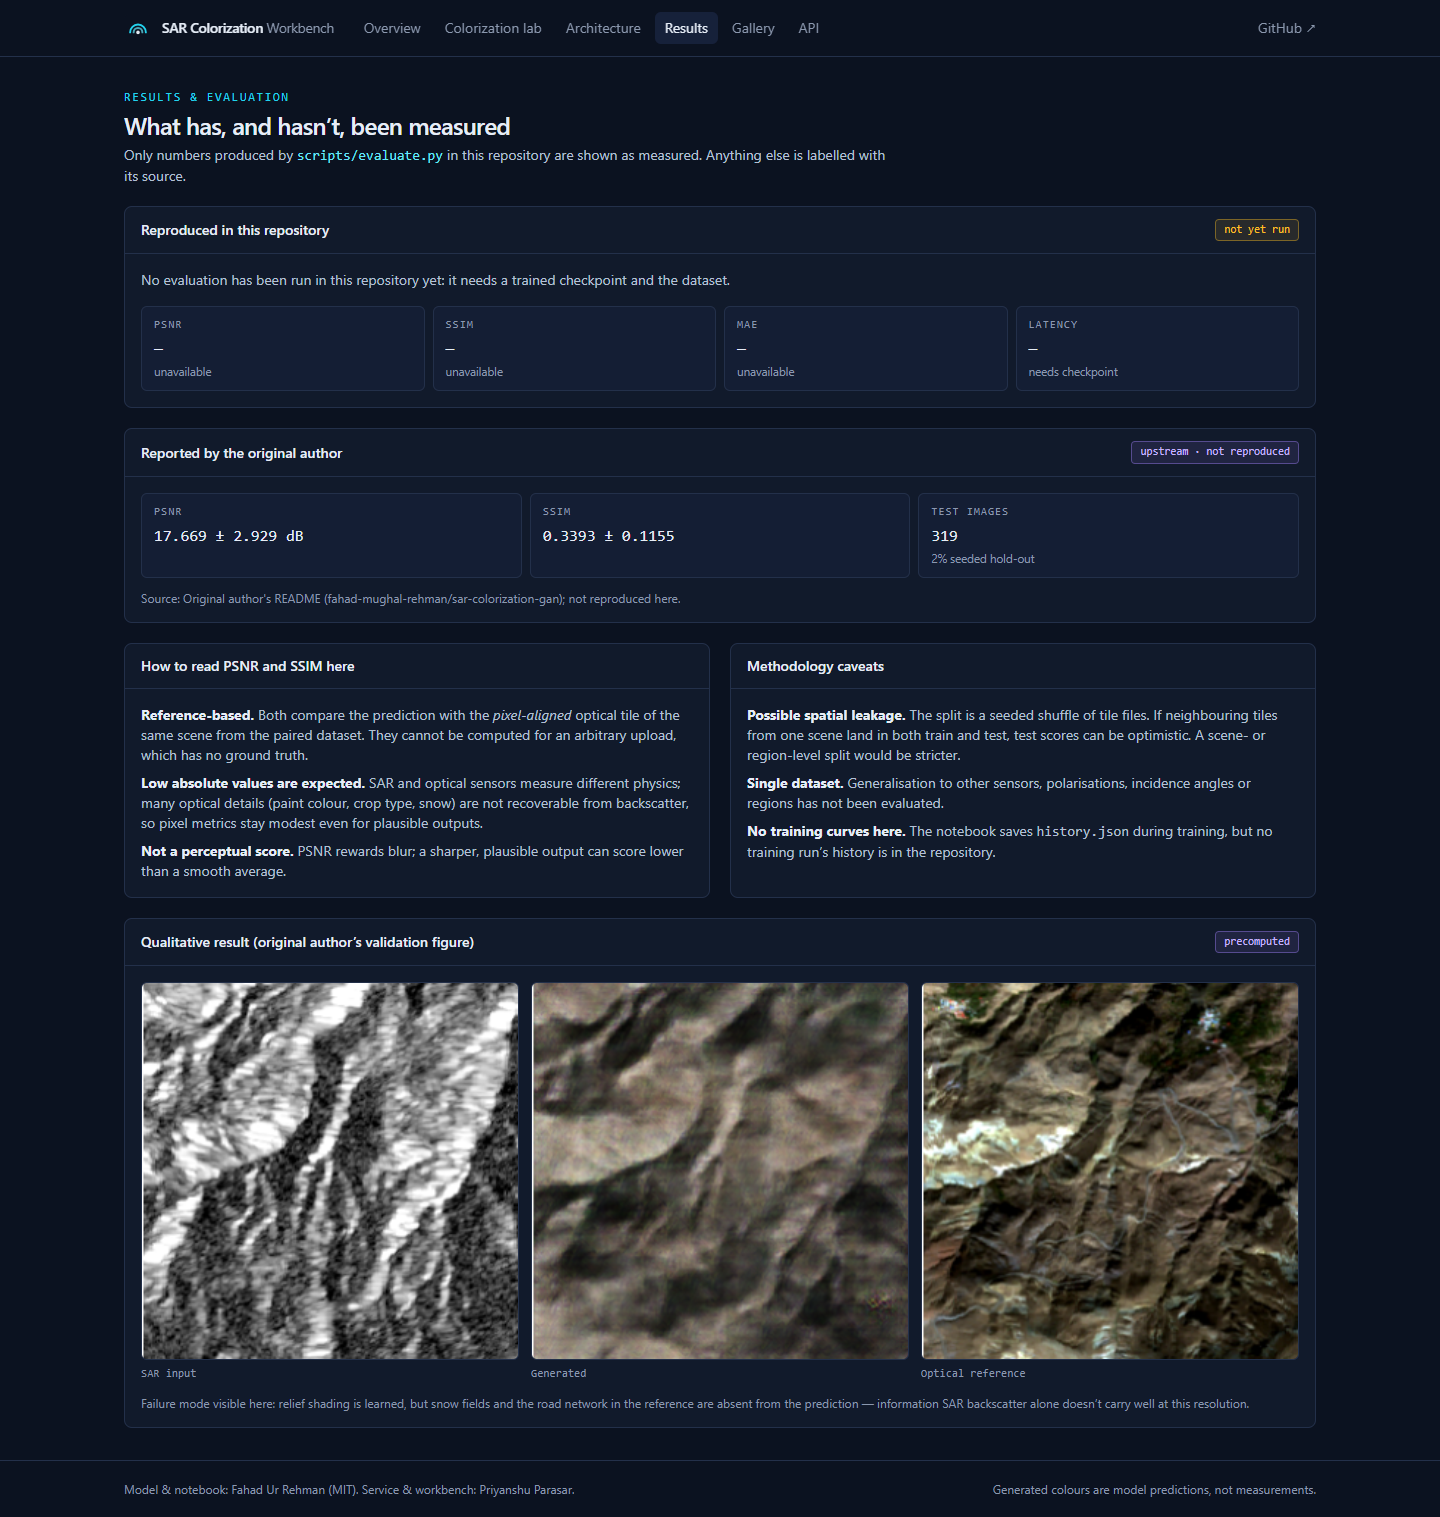 SAR Colorization Workbench
Overview
Colorization lab
Architecture
Results
Gallery
API
GitHub ↗
RESULTS & EVALUATION
What has, and hasn’t, been measured
Only numbers produced by scripts/evaluate.py in this repository are shown as measured. Anything else is labelled with
its source.
Reproduced in this repository
not yet run
No evaluation has been run in this repository yet: it needs a trained checkpoint and the dataset.
PSNR
—
unavailable
SSIM
—
unavailable
MAE
—
unavailable
LATENCY
—
needs checkpoint
Reported by the original author
upstream · not reproduced
PSNR
17.669 ± 2.929 dB
SSIM
0.3393 ± 0.1155
TEST IMAGES
319
2% seeded hold-out
Source: Original author's README (fahad-mughal-rehman/sar-colorization-gan); not reproduced here.
How to read PSNR and SSIM here
Reference-based. Both compare the prediction with the pixel-aligned optical tile of the
same scene from the paired dataset. They cannot be computed for an arbitrary upload,
which has no ground truth.
Low absolute values are expected. SAR and optical sensors measure different physics;
many optical details (paint colour, crop type, snow) are not recoverable from backscatter,
so pixel metrics stay modest even for plausible outputs.
Not a perceptual score. PSNR rewards blur; a sharper, plausible output can score lower
than a smooth average.
Methodology caveats
Possible spatial leakage. The split is a seeded shuffle of tile files. If neighbouring tiles
from one scene land in both train and test, test scores can be optimistic. A scene- or
region-level split would be stricter.
Single dataset. Generalisation to other sensors, polarisations, incidence angles or
regions has not been evaluated.
No training curves here. The notebook saves history.json during training, but no
training run’s history is in the repository.
Qualitative result (original author’s validation figure)
precomputed
SAR input
Generated
Optical reference
Failure mode visible here: relief shading is learned, but snow fields and the road network in the reference are absent from the prediction — information SAR backscatter alone doesn’t carry well at this resolution.
Model & notebook: Fahad Ur Rehman (MIT). Service & workbench: Priyanshu Parasar.
Generated colours are model predictions, not measurements.